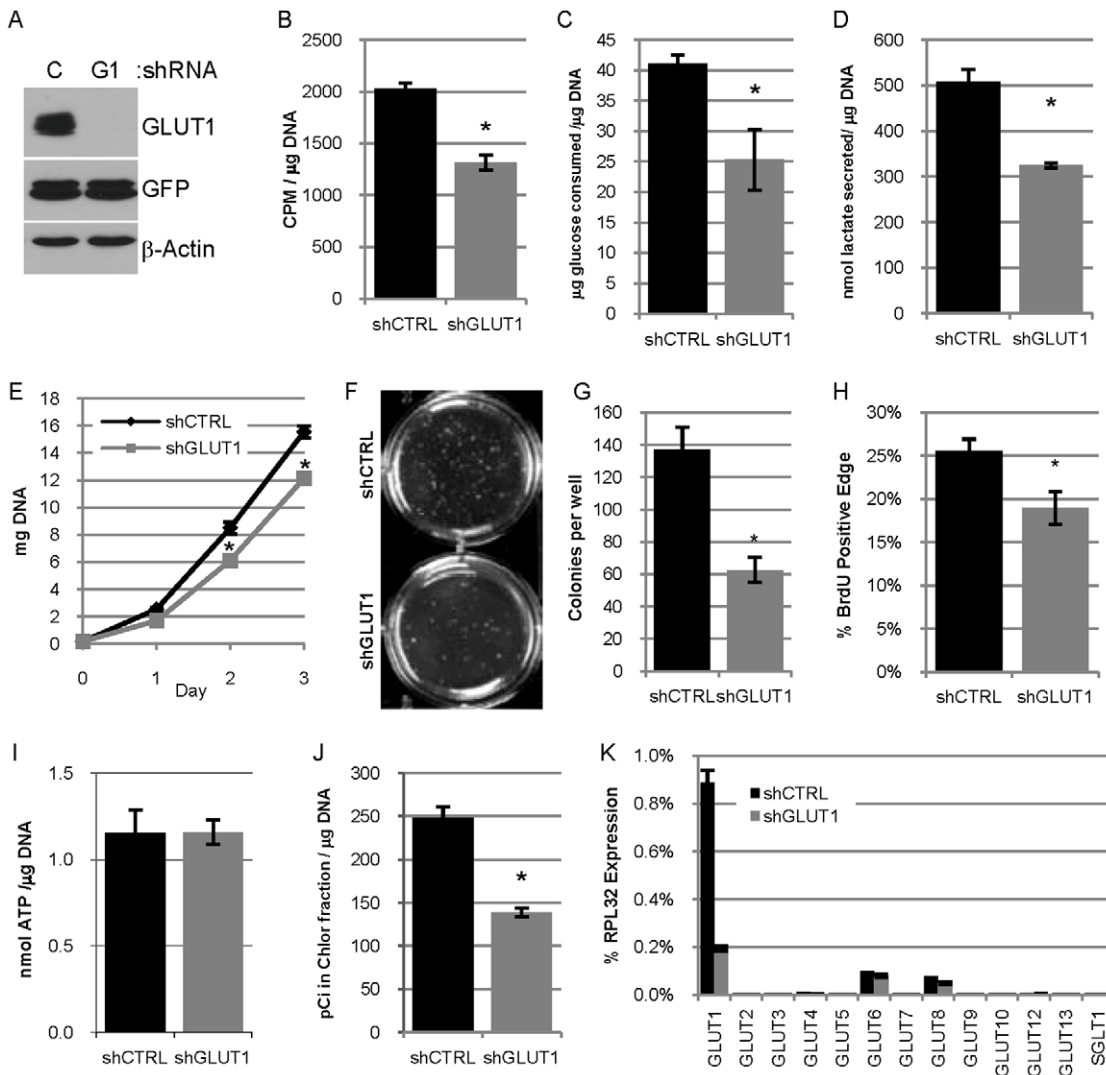 A
C G1 :shRNA
GLUT1
GFP
β-Actin
B
CPM / µg DNA
2500
2000
1500
1000
500
0
*
shCTRL shGLUT1
C
µg glucose consumed /µg DNA
45
40
35
30
25
20
15
10
5
0
*
shCTRL shGLUT1
D
nmol lactate secreted/ µg DNA
600
500
400
300
200
100
0
*
shCTRL shGLUT1
E
mg DNA
18
16
14
12
10
8
6
4
2
0
shCTRL
shGLUT1
*
*
0 1 2 3
Day
F
shCTRL
shGLUT1
G
Colonies per well
160
140
120
100
80
60
40
20
0
*
shCTRL shGLUT1
H
% BrdU Positive Edge
30%
25%
20%
15%
10%
5%
0%
*
shCTRL shGLUT1
I
nmol ATP /µg DNA
1.5
1.0
0.5
0.0
shCTRL shGLUT1
J
pCi in Chlor fraction / µg DNA
300
250
200
150
100
50
0
*
shCTRL shGLUT1
K
% RPL32 Expression
1.0%
0.8%
0.6%
0.4%
0.2%
0.0%
shCTRL
shGLUT1
GLUT1
GLUT2
GLUT3
GLUT4
GLUT5
GLUT6
GLUT7
GLUT8
GLUT9
GLUT10
GLUT12
GLUT13
SGLT1